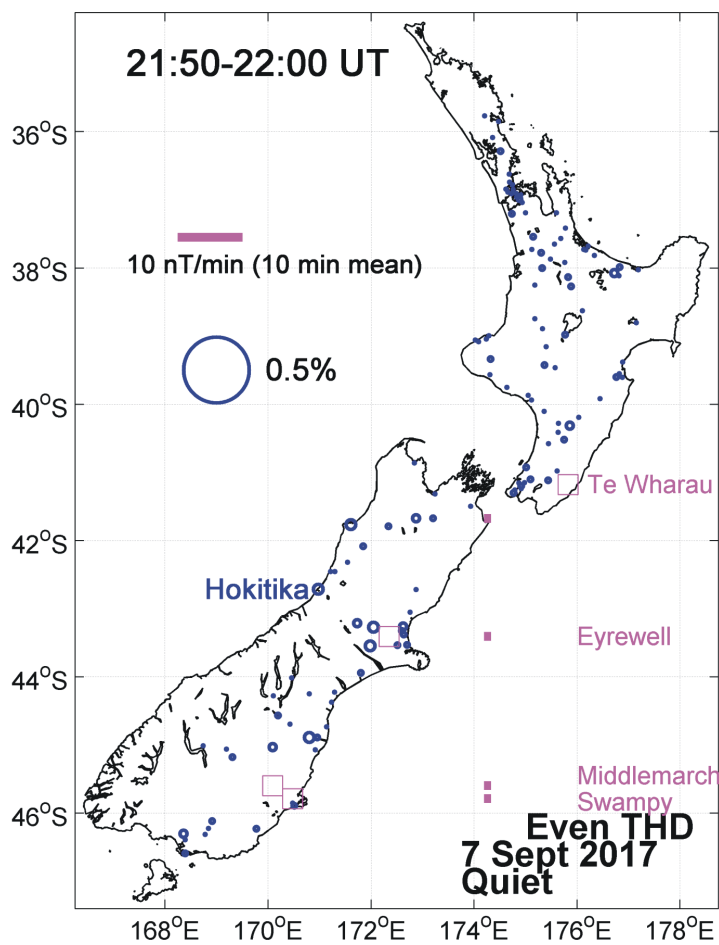 21:50-22:00 UT
36°S
10 nT/min (10 min mean)
38°S
0.5%
40°S
Te Wharau
42°S
Hokitika
Eyrewell
44°S
Middlemarch
Swampy
46°S
Even THD
7 Sept 2017
Quiet
168°E 170°E 172°E 174°E 176°E 178°E